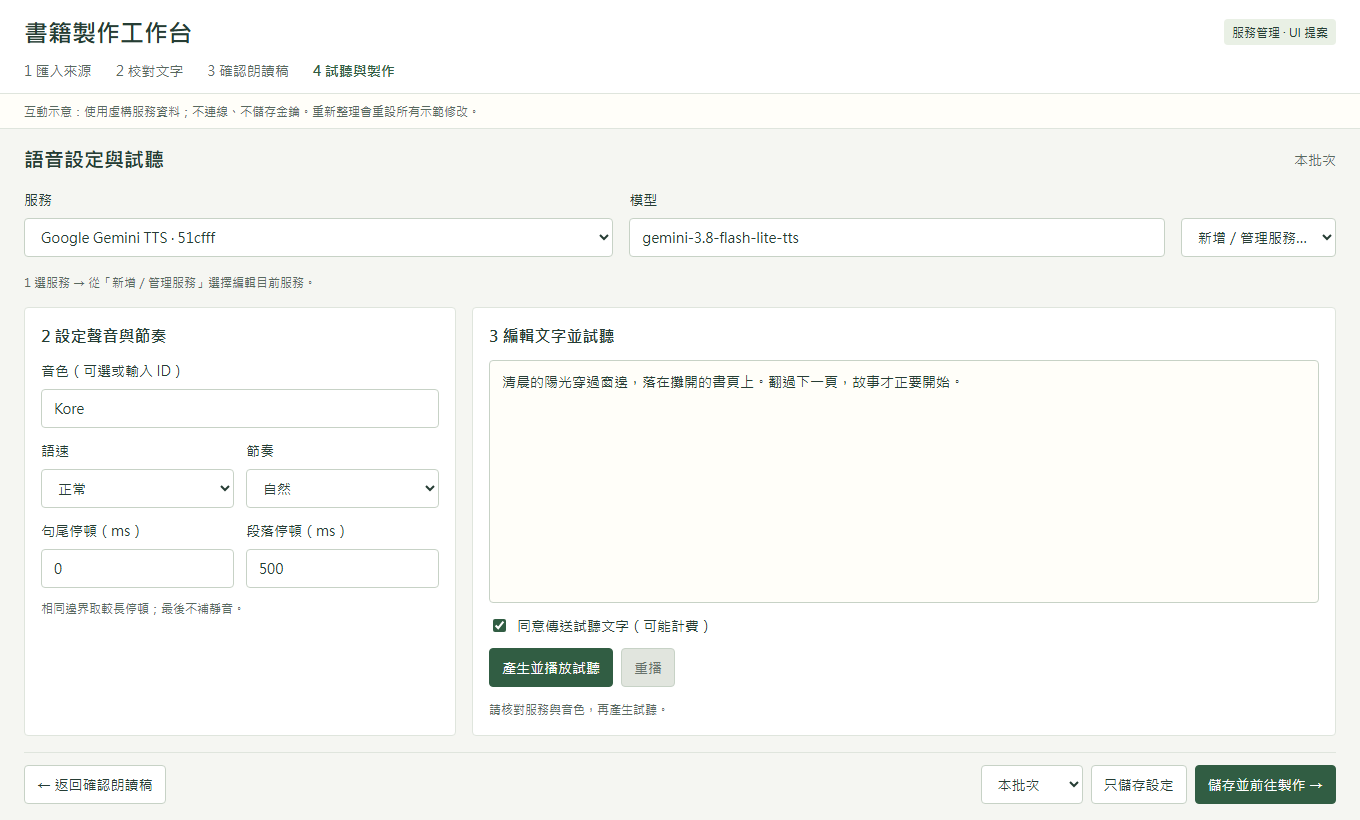 書籍製作工作台
服務管理 · UI 提案
1 匯入來源 2 校對文字 3 確認朗讀稿 4 試聽與製作
互動示意：使用虛構服務資料；不連線、不儲存金鑰。重新整理會重設所有示範修改。
語音設定與試聽
本批次
服務 模型
Google Gemini TTS · 51cfff gemini-3.8-flash-lite-tts 新增 / 管理服務...
1 選服務 → 從「新增 / 管理服務」選擇編輯目前服務。
2 設定聲音與節奏
音色（可選或輸入 ID）
Kore
語速 節奏
正常 自然
句尾停頓（ms） 段落停頓（ms）
0 500
相同邊界取較長停頓；最後不補靜音。
3 編輯文字並試聽
清晨的陽光穿過窗邊，落在攤開的書頁上。翻過下一頁，故事才正要開始。
同意傳送試聽文字（可能計費）
產生並播放試聽 重播
請核對服務與音色，再產生試聽。
← 返回確認朗讀稿 本批次 只儲存設定 儲存並前往製作 →